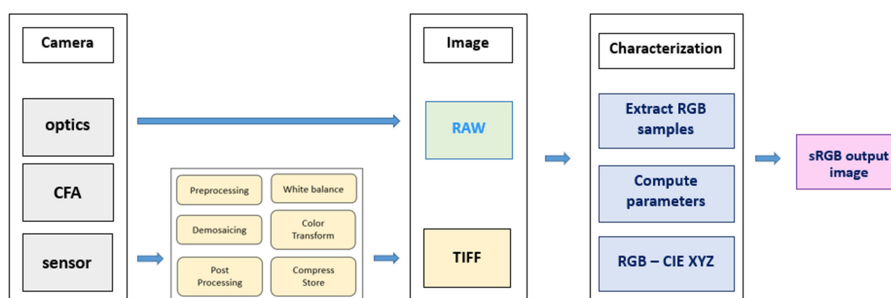 Camera
optics
CFA
sensor
Preprocessing
White balance
Demosaicing
Color
Transform
Post
Processing
Compress
Store
Image
RAW
TIFF
Characterization
Extract RGB
samples
Compute
parameters
RGB – CIE XYZ
sRGB output
image